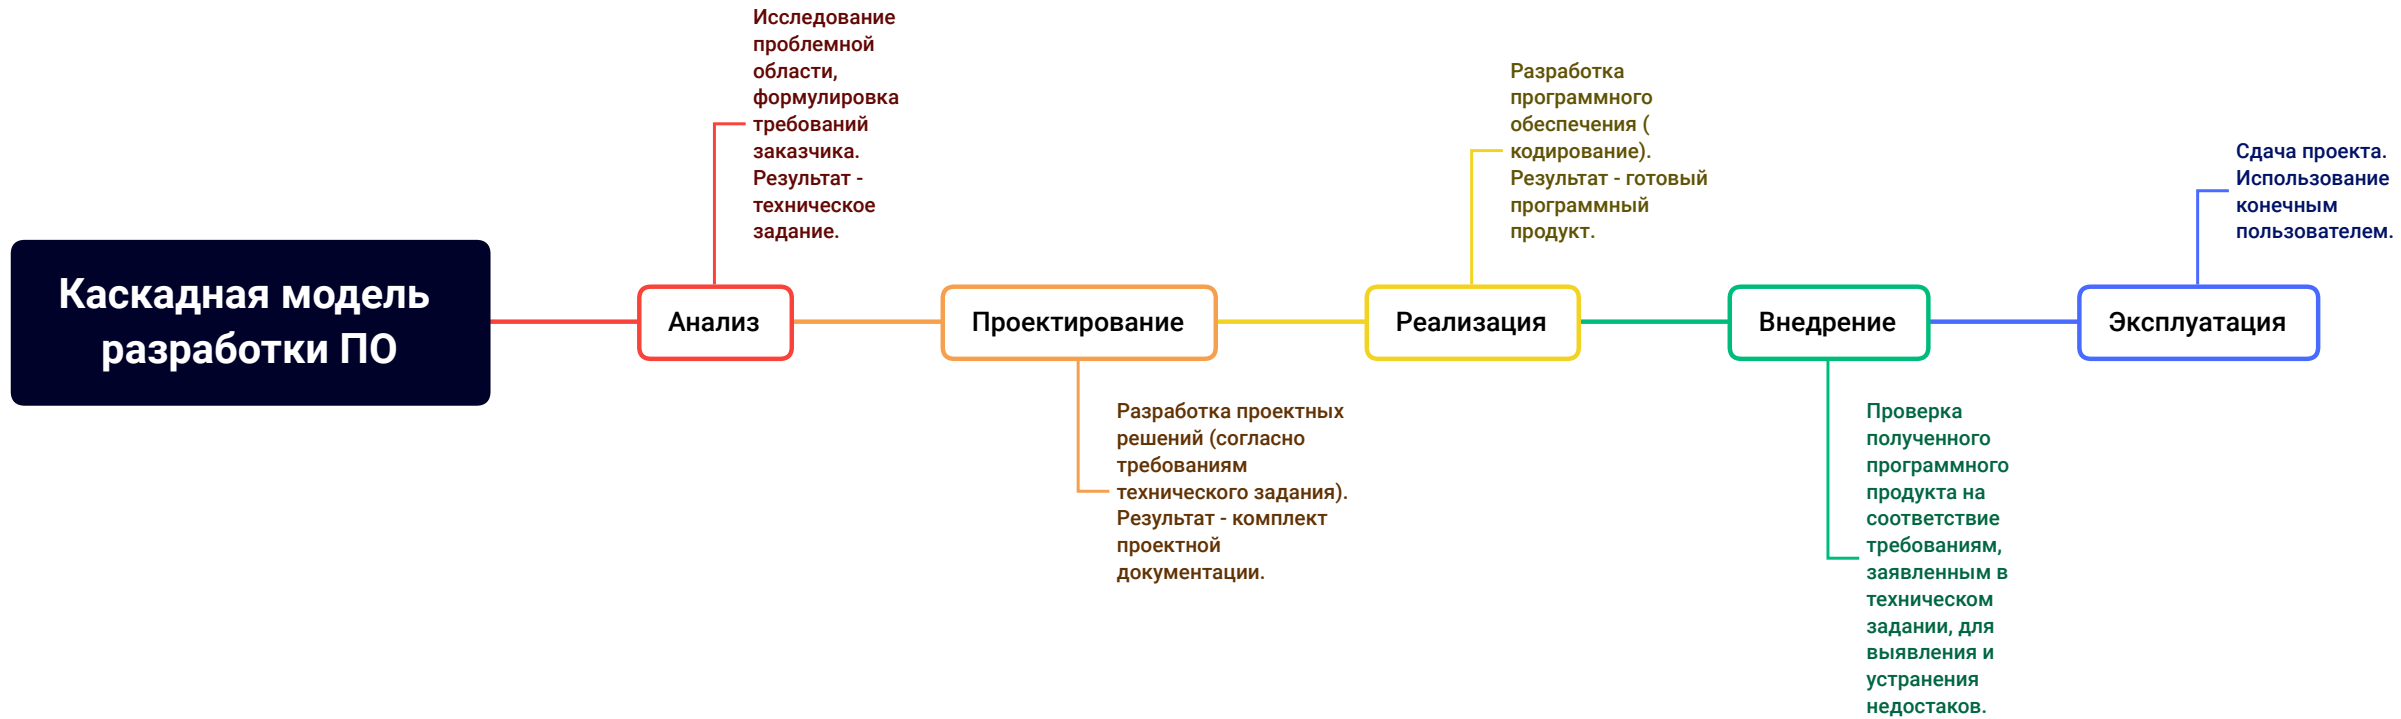 Каскадная модель
разработки ПО
Анализ
Исследование
проблемной
области,
формулировка
требований
заказчика.
Результат -
техническое
задание.
Проектирование
Разработка проектных
решений (согласно
требованиям
технического задания).
Результат - комплект
проектной
документации.
Реализация
Разработка
программного
обеспечения (
кодирование).
Результат - готовый
программный
продукт.
Внедрение
Проверка
полученного
программного
продукта на
соответствие
требованиям,
заявленным в
техническом
задании, для
выявления и
устранения
недостаков.
Эксплуатация
Сдача проекта.
Использование
конечным
пользователем.